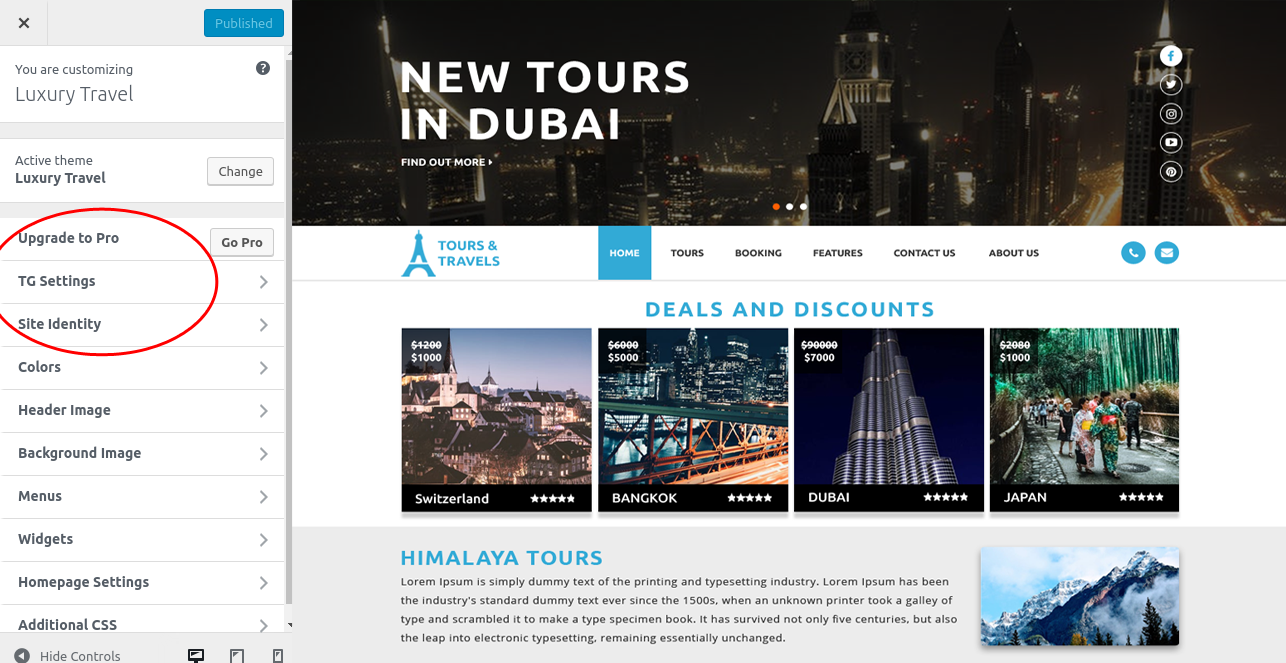 Published
You are customizing
Luxury Travel
Active theme
Luxury Travel
Change
Upgrade to Pro
Go Pro
TG Settings
Site Identity
Colors
Header Image
Background Image
Menus
Widgets
Homepage Settings
Additional CSS
Hide Controls
NEW TOURS
IN DUBAI
FIND OUT MORE
TOURS &
TRAVELS
HOME TOURS BOOKING FEATURES CONTACT US ABOUT US
DEALS AND DISCOUNTS
$1200
$1000
Switzerland
$6000
$5000
BANGKOK
$90000
$7000
DUBAI
$2080
$1000
JAPAN
HIMALAYA TOURS
Lorem Ipsum is simply dummy text of the printing and typesetting industry. Lorem Ipsum has been
the industry's standard dummy text ever since the 1500s, when an unknown printer took a galley of
type and scrambled it to make a type specimen book. It has survived not only five centuries, but also
the leap into electronic typesetting, remaining essentially unchanged.